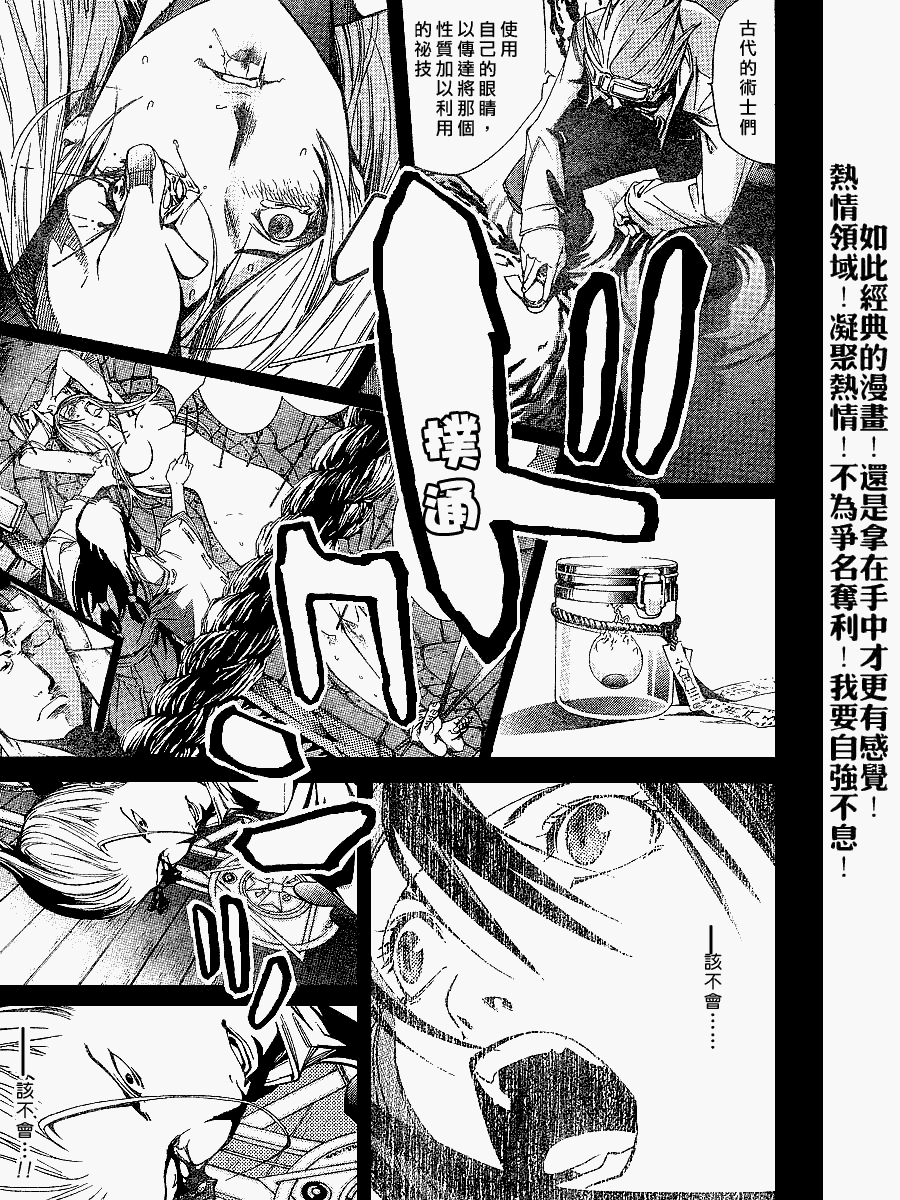 如此經典的漫畫！還是拿在手中才更有感覺！
熱情領域！凝聚熱情！不為爭名奪利！我要自強不息！
古代的術士們
使用
自己的眼睛，
以傳達將那個
性質加以利用
的祕技
撲通
ドクン
——該不會……
——該不會…!!